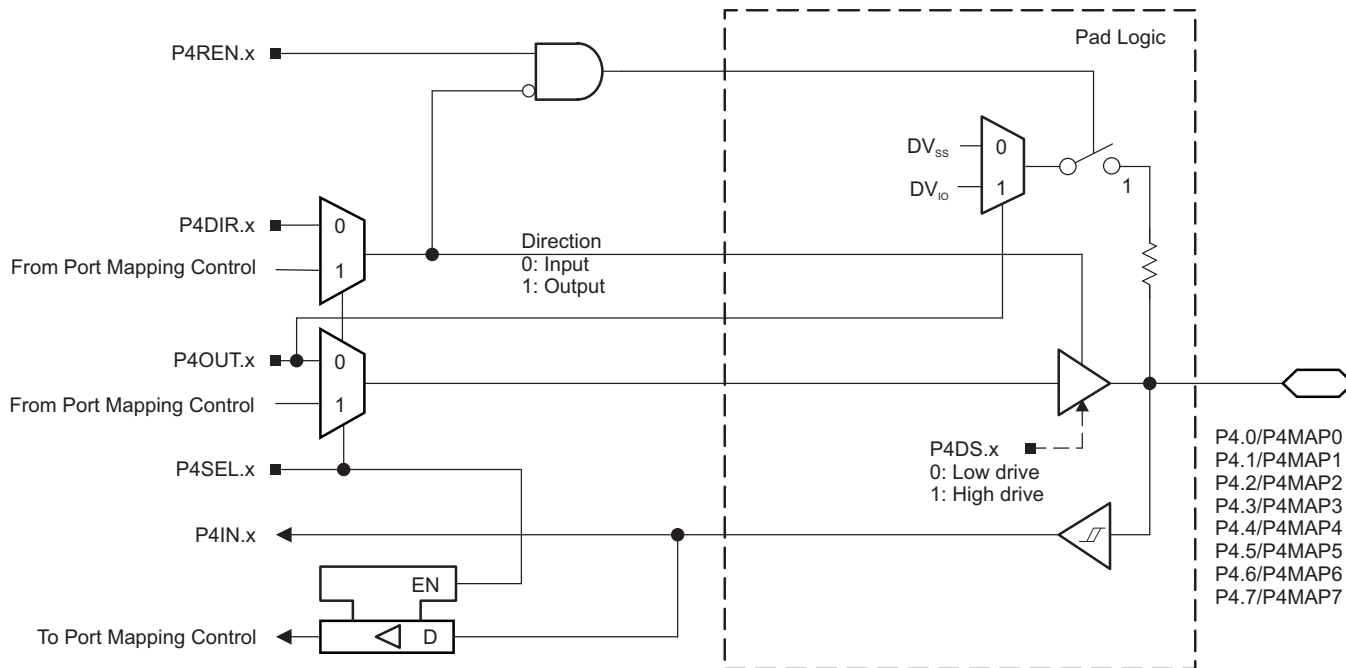 Pad Logic
P4REN.x
DVSS
0
DVIO
1
1
P4DIR.x
0
From Port Mapping Control
1
Direction
0: Input
1: Output
P4OUT.x
0
From Port Mapping Control
1
P4SEL.x
P4DS.x
0: Low drive
1: High drive
P4.0/P4MAP0
P4.1/P4MAP1
P4.2/P4MAP2
P4.3/P4MAP3
P4.4/P4MAP4
P4.5/P4MAP5
P4.6/P4MAP6
P4.7/P4MAP7
P4IN.x
EN
To Port Mapping Control
D